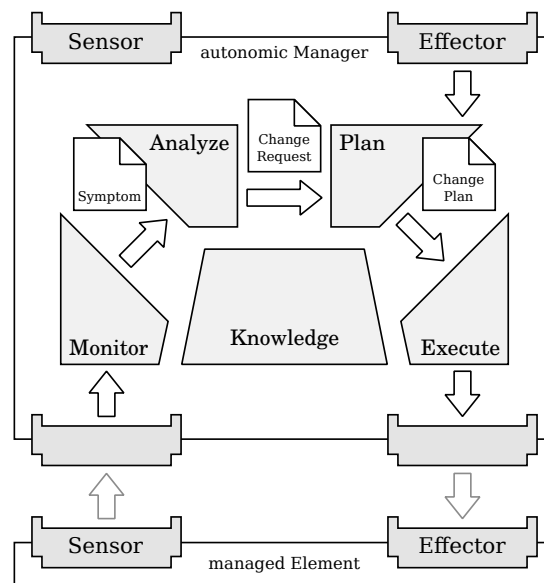 Sensor
autonomic Manager
Effector
Analyze
Change
Request
Plan
Symptom
Change
Plan
Monitor
Knowledge
Execute
Sensor
managed Element
Effector